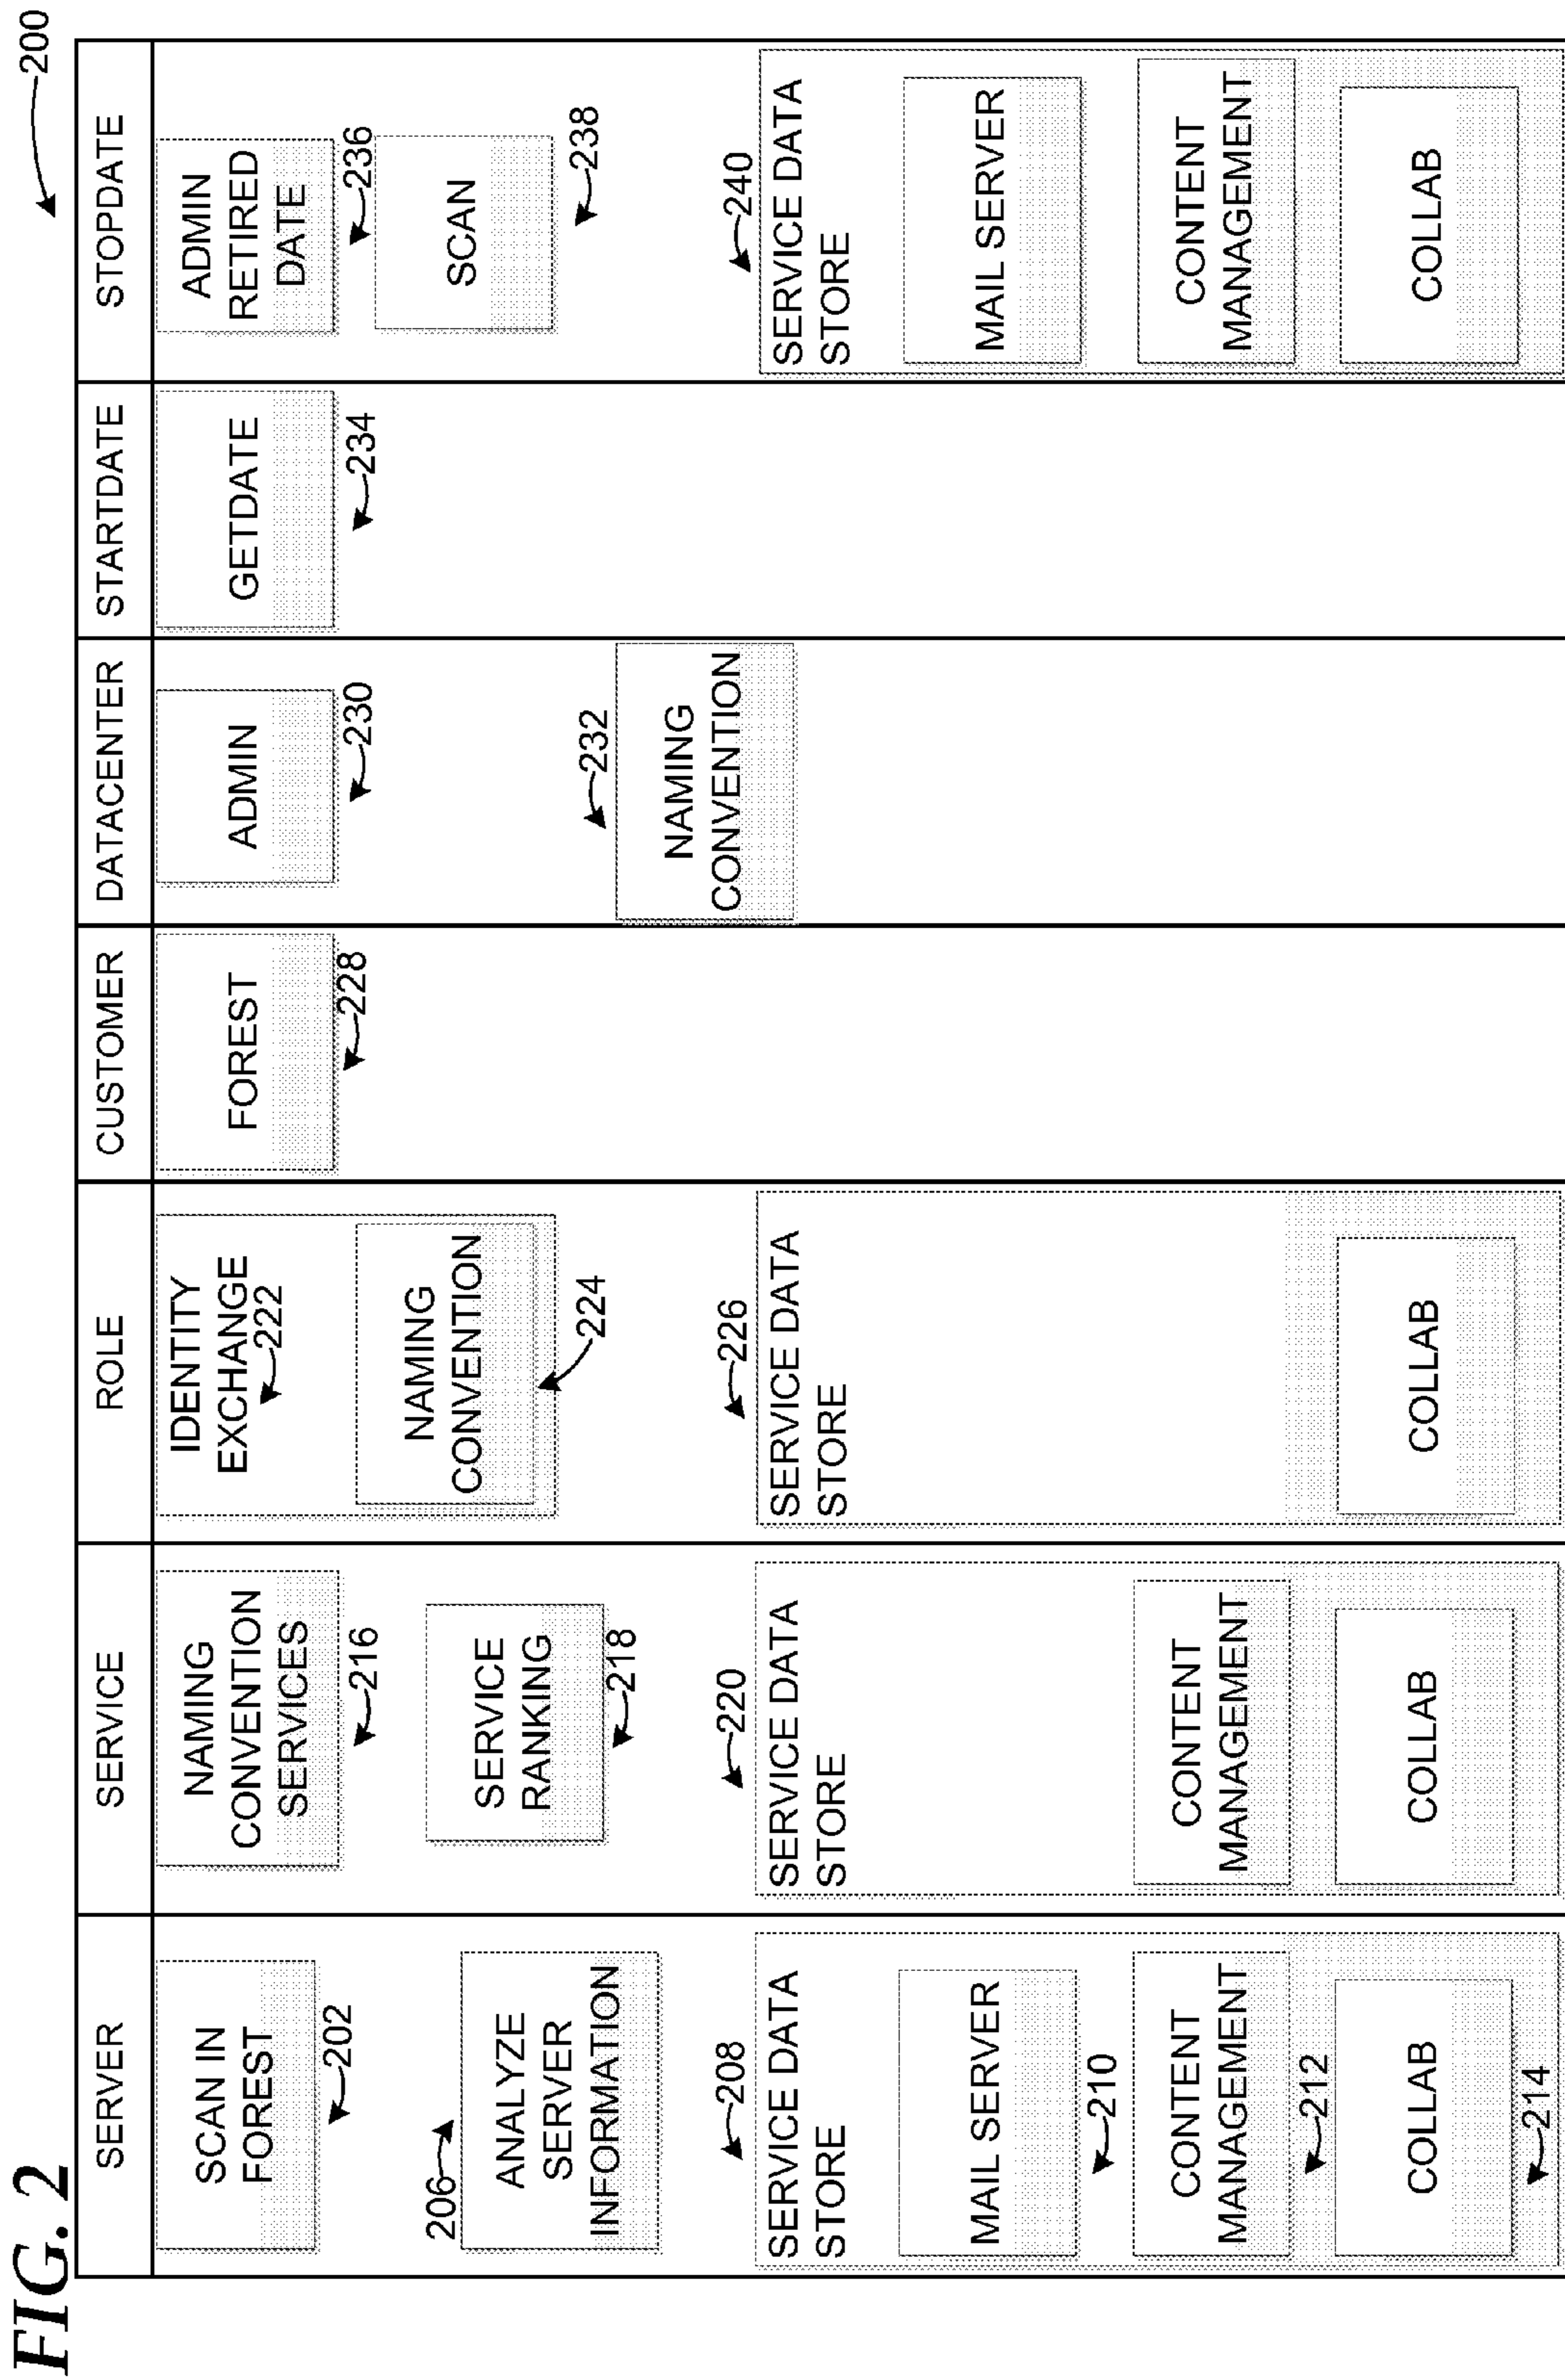 FIG. 2
200
SERVER
SERVICE
ROLE
CUSTOMER
DATACENTER
STARTDATE
STOPDATE
SCAN IN
FOREST
202
206
ANALYZE
SERVER
INFORMATION
208
SERVICE DATA
STORE
MAIL SERVER
210
CONTENT
MANAGEMENT
212
COLLAB
214
NAMING
CONVENTION
SERVICES
216
SERVICE
RANKING
218
220
SERVICE DATA
STORE
CONTENT
MANAGEMENT
COLLAB
IDENTITY
EXCHANGE
222
NAMING
CONVENTION
224
226
SERVICE DATA
STORE
COLLAB
FOREST
228
ADMIN
230
232
NAMING
CONVENTION
GETDATE
234
ADMIN
RETIRED
DATE
236
SCAN
238
240
SERVICE DATA
STORE
MAIL SERVER
CONTENT
MANAGEMENT
COLLAB